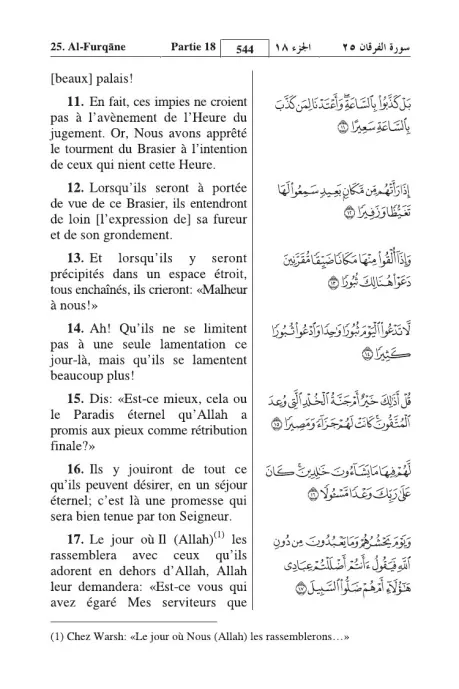 25. Al-Furqâne Partie 18 544 الجزء ١٨ سورة الفرقان ٢٥
[beaux] palais!
11. En fait, ces impies ne croient
pas à l’avènement de l’Heure du
jugement. Or, Nous avons apprêté
le tourment du Brasier à l’intention
de ceux qui nient cette Heure.
بَلْ كَذَّبُواْ بِالسَّاعَةِ وَأَعْتَدْنَا لِمَن كَذَّبَ
بِالسَّاعَةِ سَعِيرًا ١١
12. Lorsqu’ils seront à portée
de vue de ce Brasier, ils entendront
de loin [l’expression de] sa fureur
et de son grondement.
إِذَا رَأَتْهُم مِّن مَّكَانٍ بَعِيدٍ سَمِعُواْ لَهَا
تَغَيُّظًا وَزَفِيرًا ١٢
13. Et lorsqu’ils y seront
précipités dans un espace étroit,
tous enchaînés, ils crieront: «Malheur
à nous!»
وَإِذَا أُلْقُواْ مِنْهَا مَكَانًا ضَيِّقًا مُّقَرَّنِينَ
دَعَوْاْ هُنَالِكَ ثُبُورًا ١٣
14. Ah! Qu’ils ne se limitent
pas à une seule lamentation ce
jour-là, mais qu’ils se lamentent
beaucoup plus!
لَّا تَدْعُواْ الْيَوْمَ ثُبُورًا وَاحِدًا وَادْعُواْ ثُبُورًا
كَثِيرًا ١٤
15. Dis: «Est-ce mieux, cela ou
le Paradis éternel qu’Allah a
promis aux pieux comme rétribution
finale?»
قُلْ أَذَٰلِكَ خَيْرٌ أَمْ جَنَّةُ الْخُلْدِ الَّتِي وُعِدَ
الْمُتَّقُونَ كَانَتْ لَهُمْ جَزَاءً وَمَصِيرًا ١٥
16. Ils y jouiront de tout ce
qu’ils peuvent désirer, en un séjour
éternel; c’est là une promesse qui
sera bien tenue par ton Seigneur.
لَّهُمْ فِيهَا مَا يَشَاءُونَ خَالِدِينَ كَانَ
عَلَىٰ رَبِّكَ وَعْدًا مَّسْئُولًا ١٦
17. Le jour où Il (Allah)(1) les
rassemblera avec ceux qu’ils
adorent en dehors d’Allah, Allah
leur demandera: «Est-ce vous qui
avez égaré Mes serviteurs que
وَيَوْمَ يَحْشُرُهُمْ وَمَا يَعْبُدُونَ مِن دُونِ
اللَّهِ فَيَقُولُ ءَأَنتُمْ أَضْلَلْتُمْ عِبَادِي
هَٰؤُلَاءِ أَمْ هُمْ ضَلُّواْ السَّبِيلَ ١٧
(1) Chez Warsh: «Le jour où Nous (Allah) les rassemblerons…»